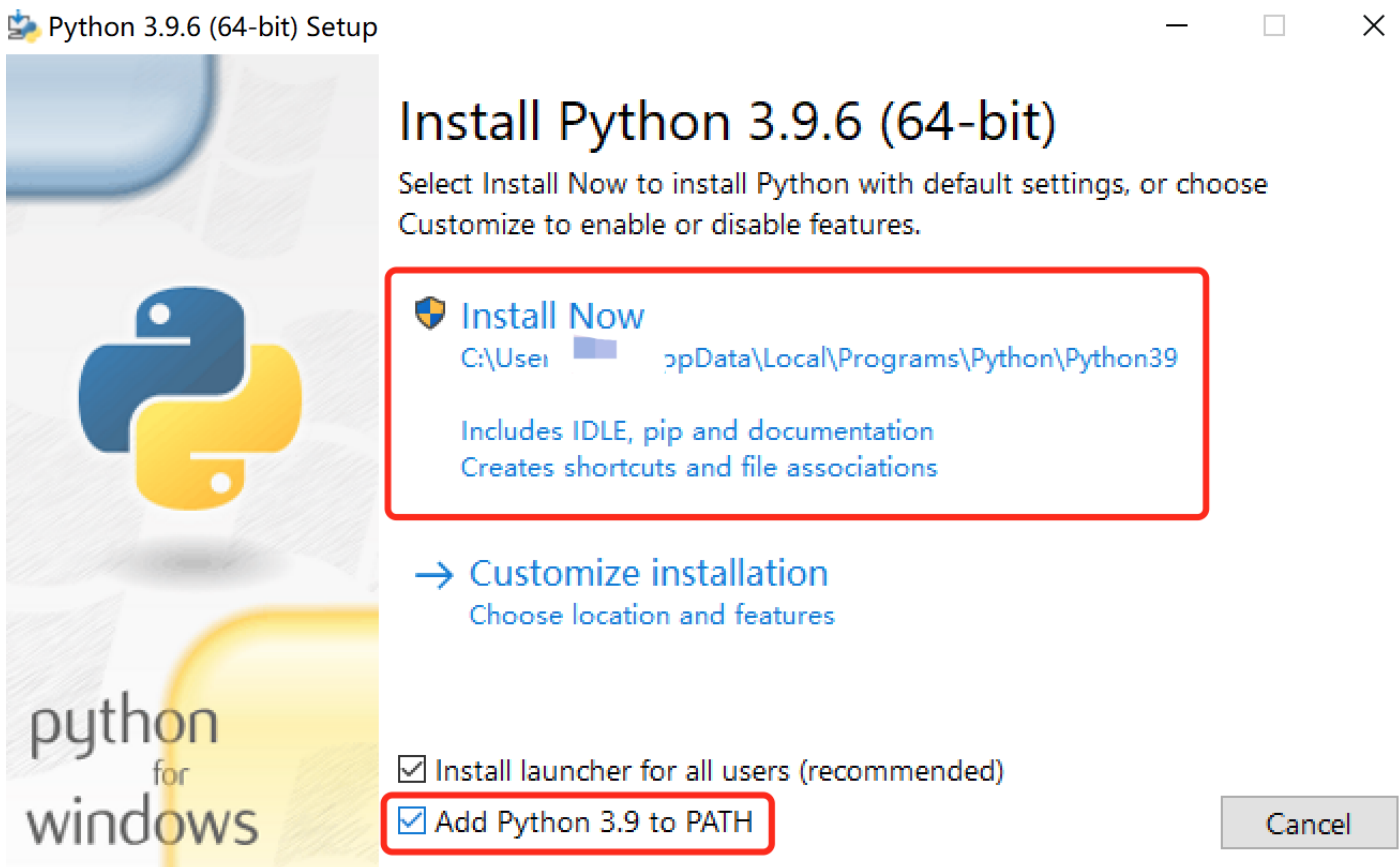 Python 3.9.6 (64-bit) Setup
Install Python 3.9.6 (64-bit)
Select Install Now to install Python with default settings, or choose
Customize to enable or disable features.
Install Now
C:\User ppData\Local\Programs\Python\Python39
Includes IDLE, pip and documentation
Creates shortcuts and file associations
Customize installation
Choose location and features
python
for
windows
Install launcher for all users (recommended)
Add Python 3.9 to PATH
Cancel